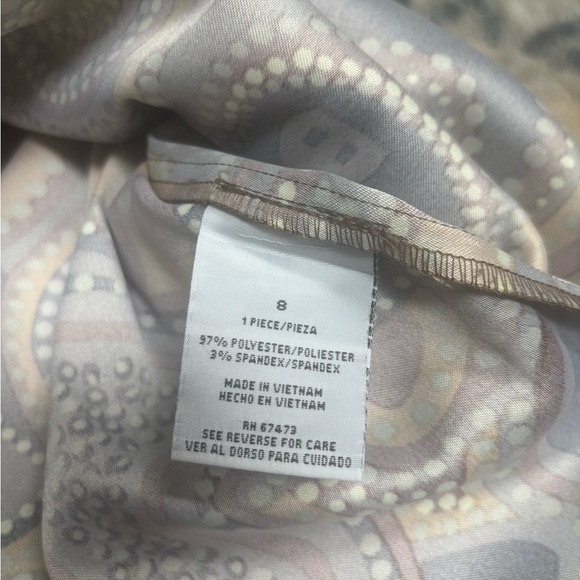 8
1 PIECE/PIEZA
97% POLYESTER/POLIESTER
3% SPANDEX/SPANDEX
MADE IN VIETNAM
HECHO EN VIETNAM
RN 67473
SEE REVERSE FOR CARE
VER AL DORSO PARA CUIDADO